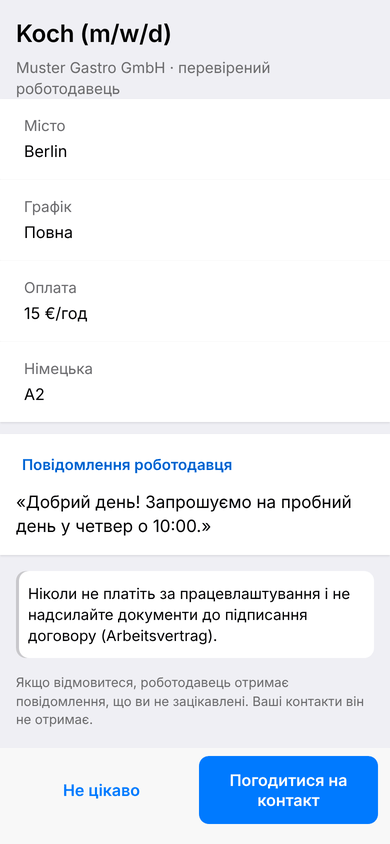 Koch (m/w/d)
Muster Gastro GmbH · перевірений
роботодавець
Місто
Berlin
Графік
Повна
Оплата
15 €/год
Німецька
A2
Повідомлення роботодавця
«Добрий день! Запрошуємо на пробний
день у четвер о 10:00.»
Ніколи не платіть за працевлаштування і не
надсилайте документи до підписання
договору (Arbeitsvertrag).
Якщо відмовитеся, роботодавець отримає
повідомлення, що ви не зацікавлені. Ваші контакти він
не отримає.
Не цікаво
Погодитися на
контакт